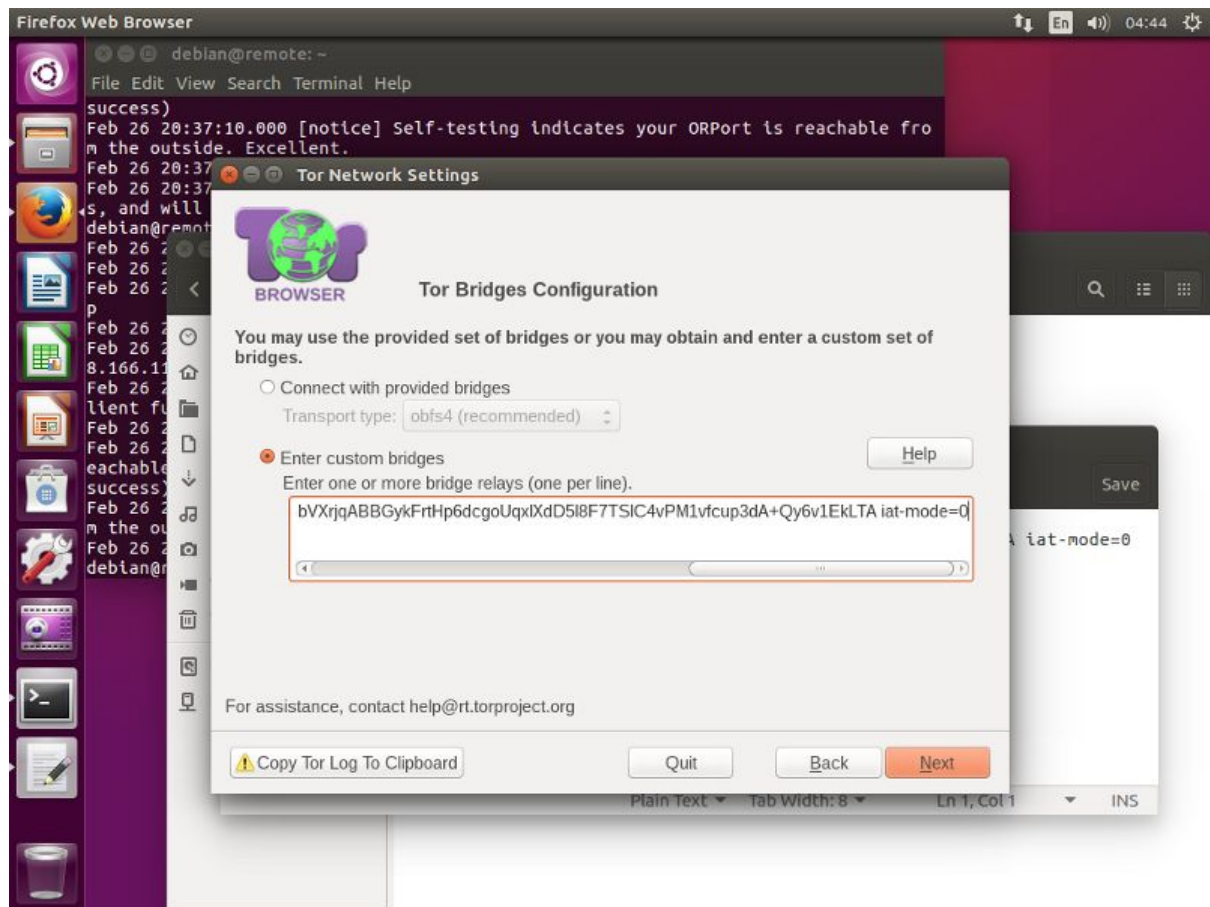 Firefox Web Browser
En
04:44
debian@remote: ~
File Edit View Search Terminal Help
success)
Feb 26 20:37:10.000 [notice] Self-testing indicates your ORPort is reachable fro
m the outside. Excellent.
Feb 26 20:37
Feb 26 20:37
s, and will
debian@remot
Feb 26 2
Feb 26 2
Feb 26 2
p
Feb 26 2
Feb 26 2
8.166.11
Feb 26 2
lient fu
Feb 26 2
Feb 26 2
eachable
success)
Feb 26 2
m the ou
Feb 26 2
debian@r
Tor Network Settings
Tor
BROWSER
Tor Bridges Configuration
You may use the provided set of bridges or you may obtain and enter a custom set of
bridges.
Connect with provided bridges
Transport type: obfs4 (recommended)
Enter custom bridges
Help
Enter one or more bridge relays (one per line).
bVXrjqABBGykFrtHp6dcgoUqxlXdD5l8F7TSlC4vPM1vfcup3dA+Qy6v1EkLTA iat-mode=0
For assistance, contact help@rt.torproject.org
Copy Tor Log To Clipboard
Quit
Back
Next
Save
A iat-mode=0
Plain Text
Tab Width: 8
Ln 1, Col 1
INS